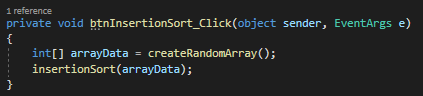 1 reference
private void btnInsertionSort_Click(object sender, EventArgs e)
{
int[] arrayData = createRandomArray();
insertionSort(arrayData);
}